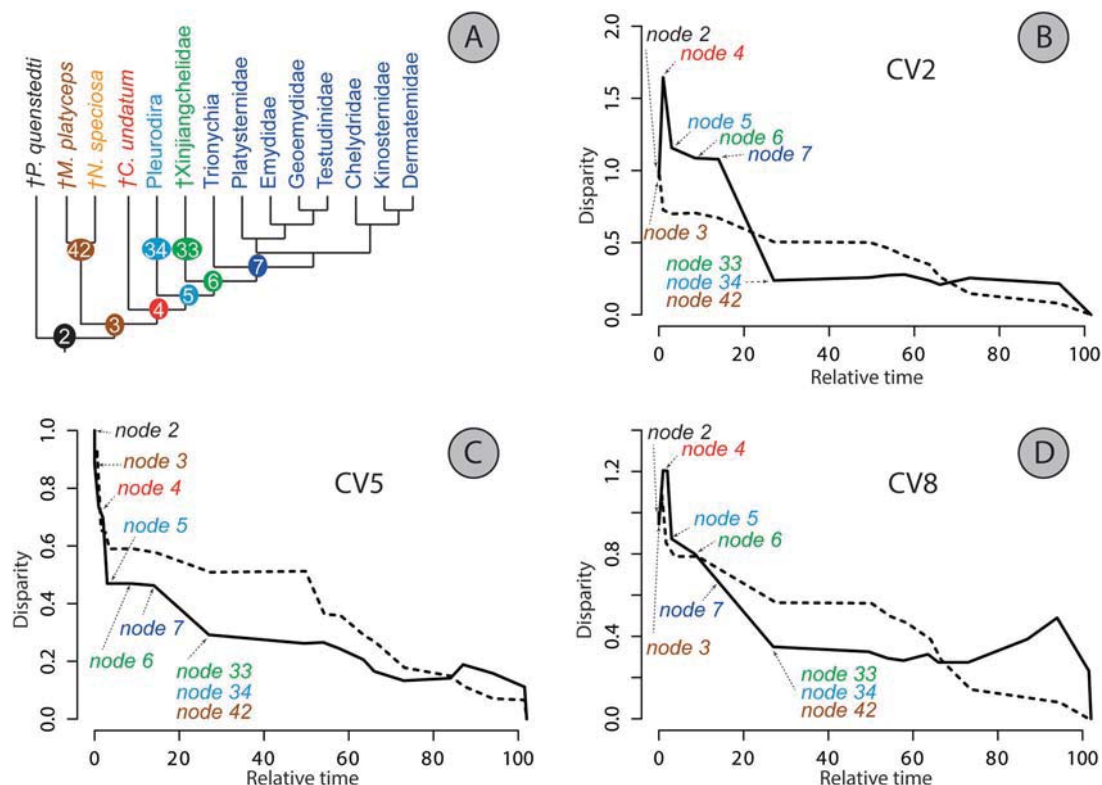 A
†P. quenstedti
†M. platyceps
†N. speciosa
†C. undatum
Pleurodira
†Xinjiangchelidae
Trionychia
Platysternidae
Emydidae
Geoemydidae
Testudinidae
Chelydridae
Kinosternidae
Dermatemidae
42
34
33
7
6
5
4
3
2
B
CV2
node 2
node 4
node 5
node 6
node 7
node 3
node 33
node 34
node 42
Disparity
2.0
1.5
1.0
0.5
0.0
0 20 40 60 80 100
Relative time
C
CV5
node 2
node 3
node 4
node 5
node 7
node 6
node 33
node 34
node 42
Disparity
1.0
0.8
0.6
0.4
0.2
0.0
0 20 40 60 80 100
Relative time
D
CV8
node 2
node 4
node 5
node 6
node 7
node 3
node 33
node 34
node 42
Disparity
1.2
0.8
0.4
0.0
0 20 40 60 80 100
Relative time